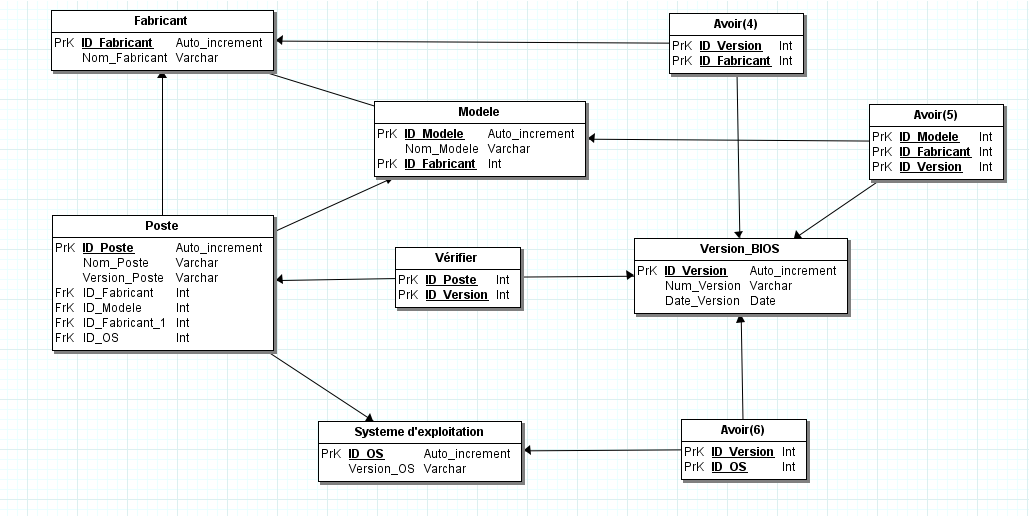 Fabricant
PrK ID_Fabricant Auto_increment
Nom_Fabricant Varchar
Avoir(4)
PrK ID_Version Int
PrK ID_Fabricant Int
Modele
PrK ID_Modele Auto_increment
Nom_Modele Varchar
PrK ID_Fabricant Int
Avoir(5)
PrK ID_Modele Int
PrK ID_Fabricant Int
PrK ID_Version Int
Poste
PrK ID_Poste Auto_increment
Nom_Poste Varchar
Version_Poste Varchar
FrK ID_Fabricant Int
FrK ID_Modele Int
FrK ID_Fabricant_1 Int
FrK ID_OS Int
Vérifier
PrK ID_Poste Int
PrK ID_Version Int
Version_BIOS
PrK ID_Version Auto_increment
Num_Version Varchar
Date_Version Date
Systeme d'exploitation
PrK ID_OS Auto_increment
Version_OS Varchar
Avoir(6)
PrK ID_Version Int
PrK ID_OS Int